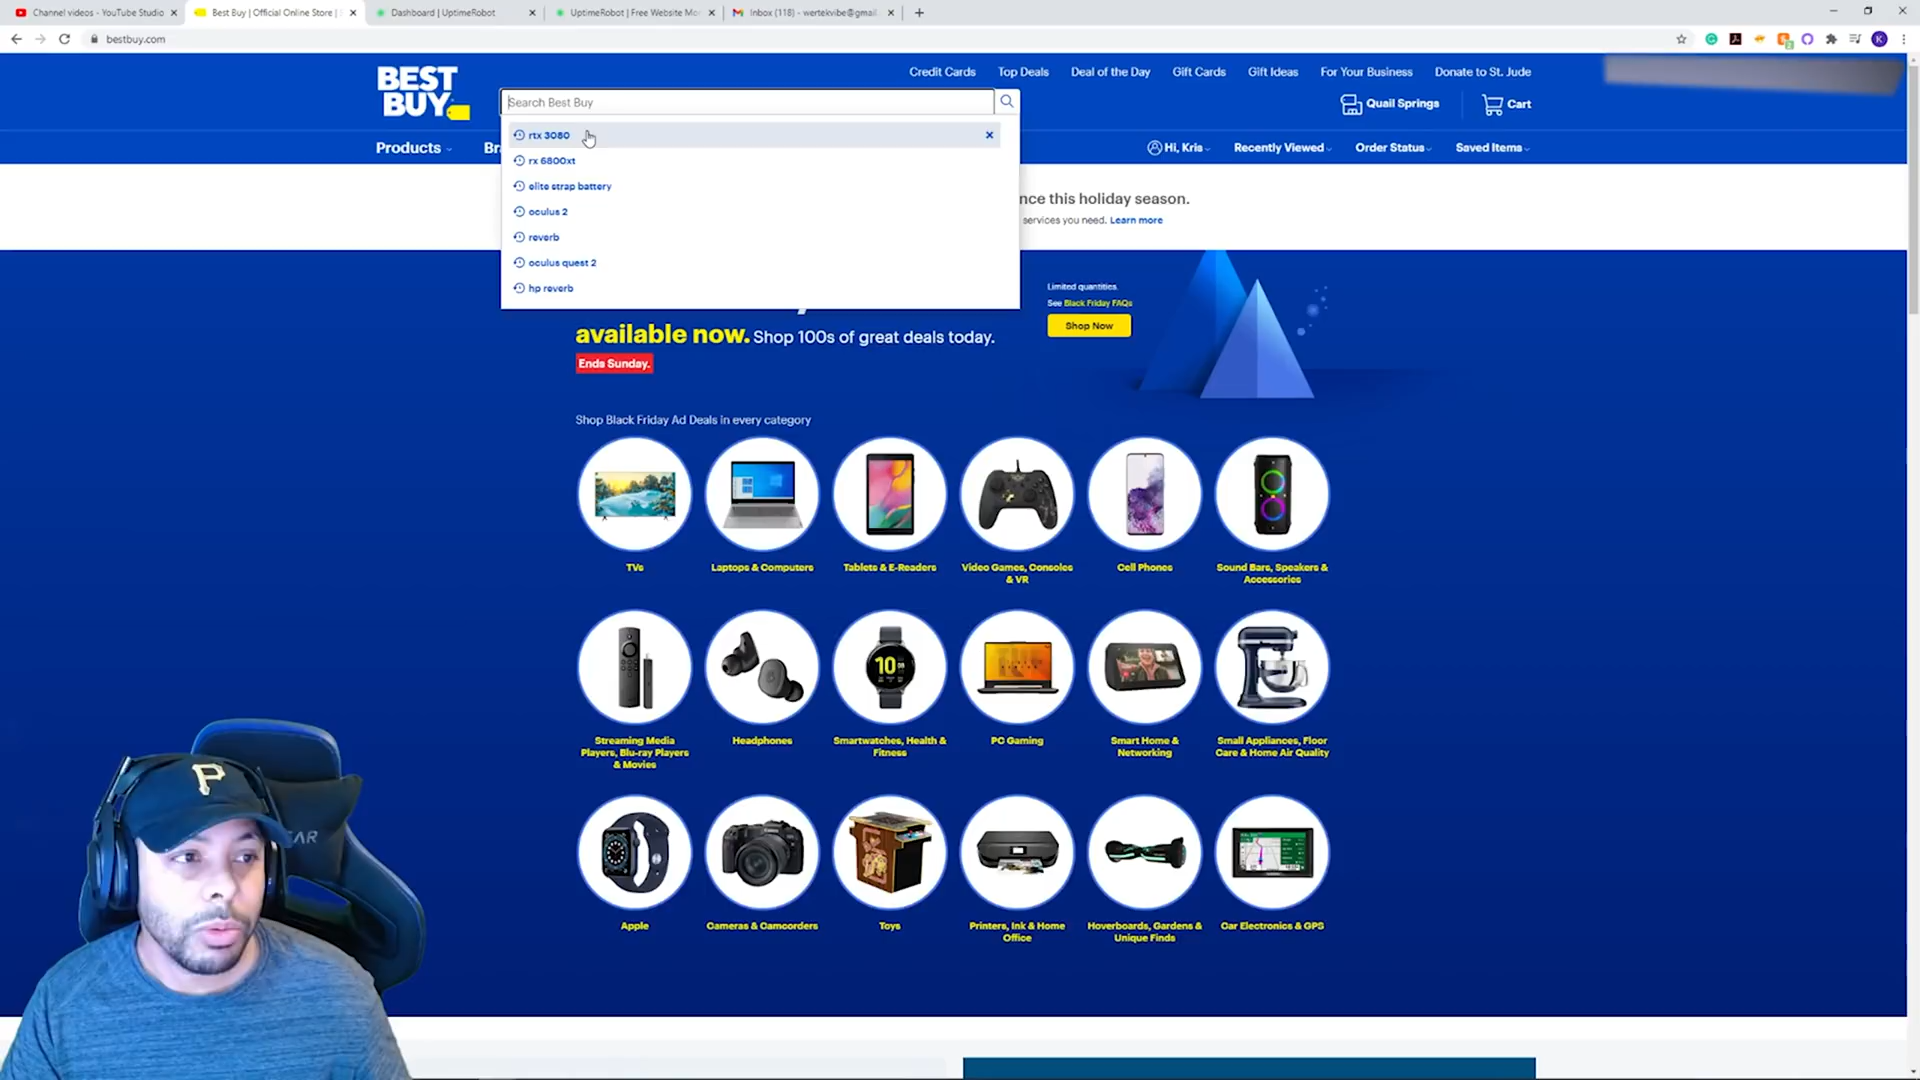 Channel videos - YouTube Studio
Best Buy | Official Online Store |
Dashboard | UptimeRobot
UptimeRobot | Free Website Mo
Inbox (118) - wertekvibe@gmail
bestbuy.com
K
BEST
BUY
Credit Cards
Top Deals
Deal of the Day
Gift Cards
Gift Ideas
For Your Business
Donate to St. Jude
Search Best Buy
Quail Springs
Cart
Products
Br
Hi, Kris
Recently Viewed
Order Status
Saved Items
rtx 3080
rx 6800xt
elite strap battery
oculus 2
reverb
oculus quest 2
hp reverb
nce this holiday season.
services you need. Learn more
Limited quantities.
See Black Friday FAQs
Shop Now
available now. Shop 100s of great deals today.
Ends Sunday.
Shop Black Friday Ad Deals in every category
TVs
Laptops & Computers
Tablets & E-Readers
Video Games, Consoles
& VR
Cell Phones
Sound Bars, Speakers &
Accessories
Streaming Media
Players, Blu-ray Players
& Movies
Headphones
Smartwatches, Health &
Fitness
PC Gaming
Smart Home &
Networking
Small Appliances, Floor
Care & Home Air Quality
Apple
Cameras & Camcorders
Toys
Printers, Ink & Home
Office
Hoverboards, Gardens &
Unique Finds
Car Electronics & GPS
P